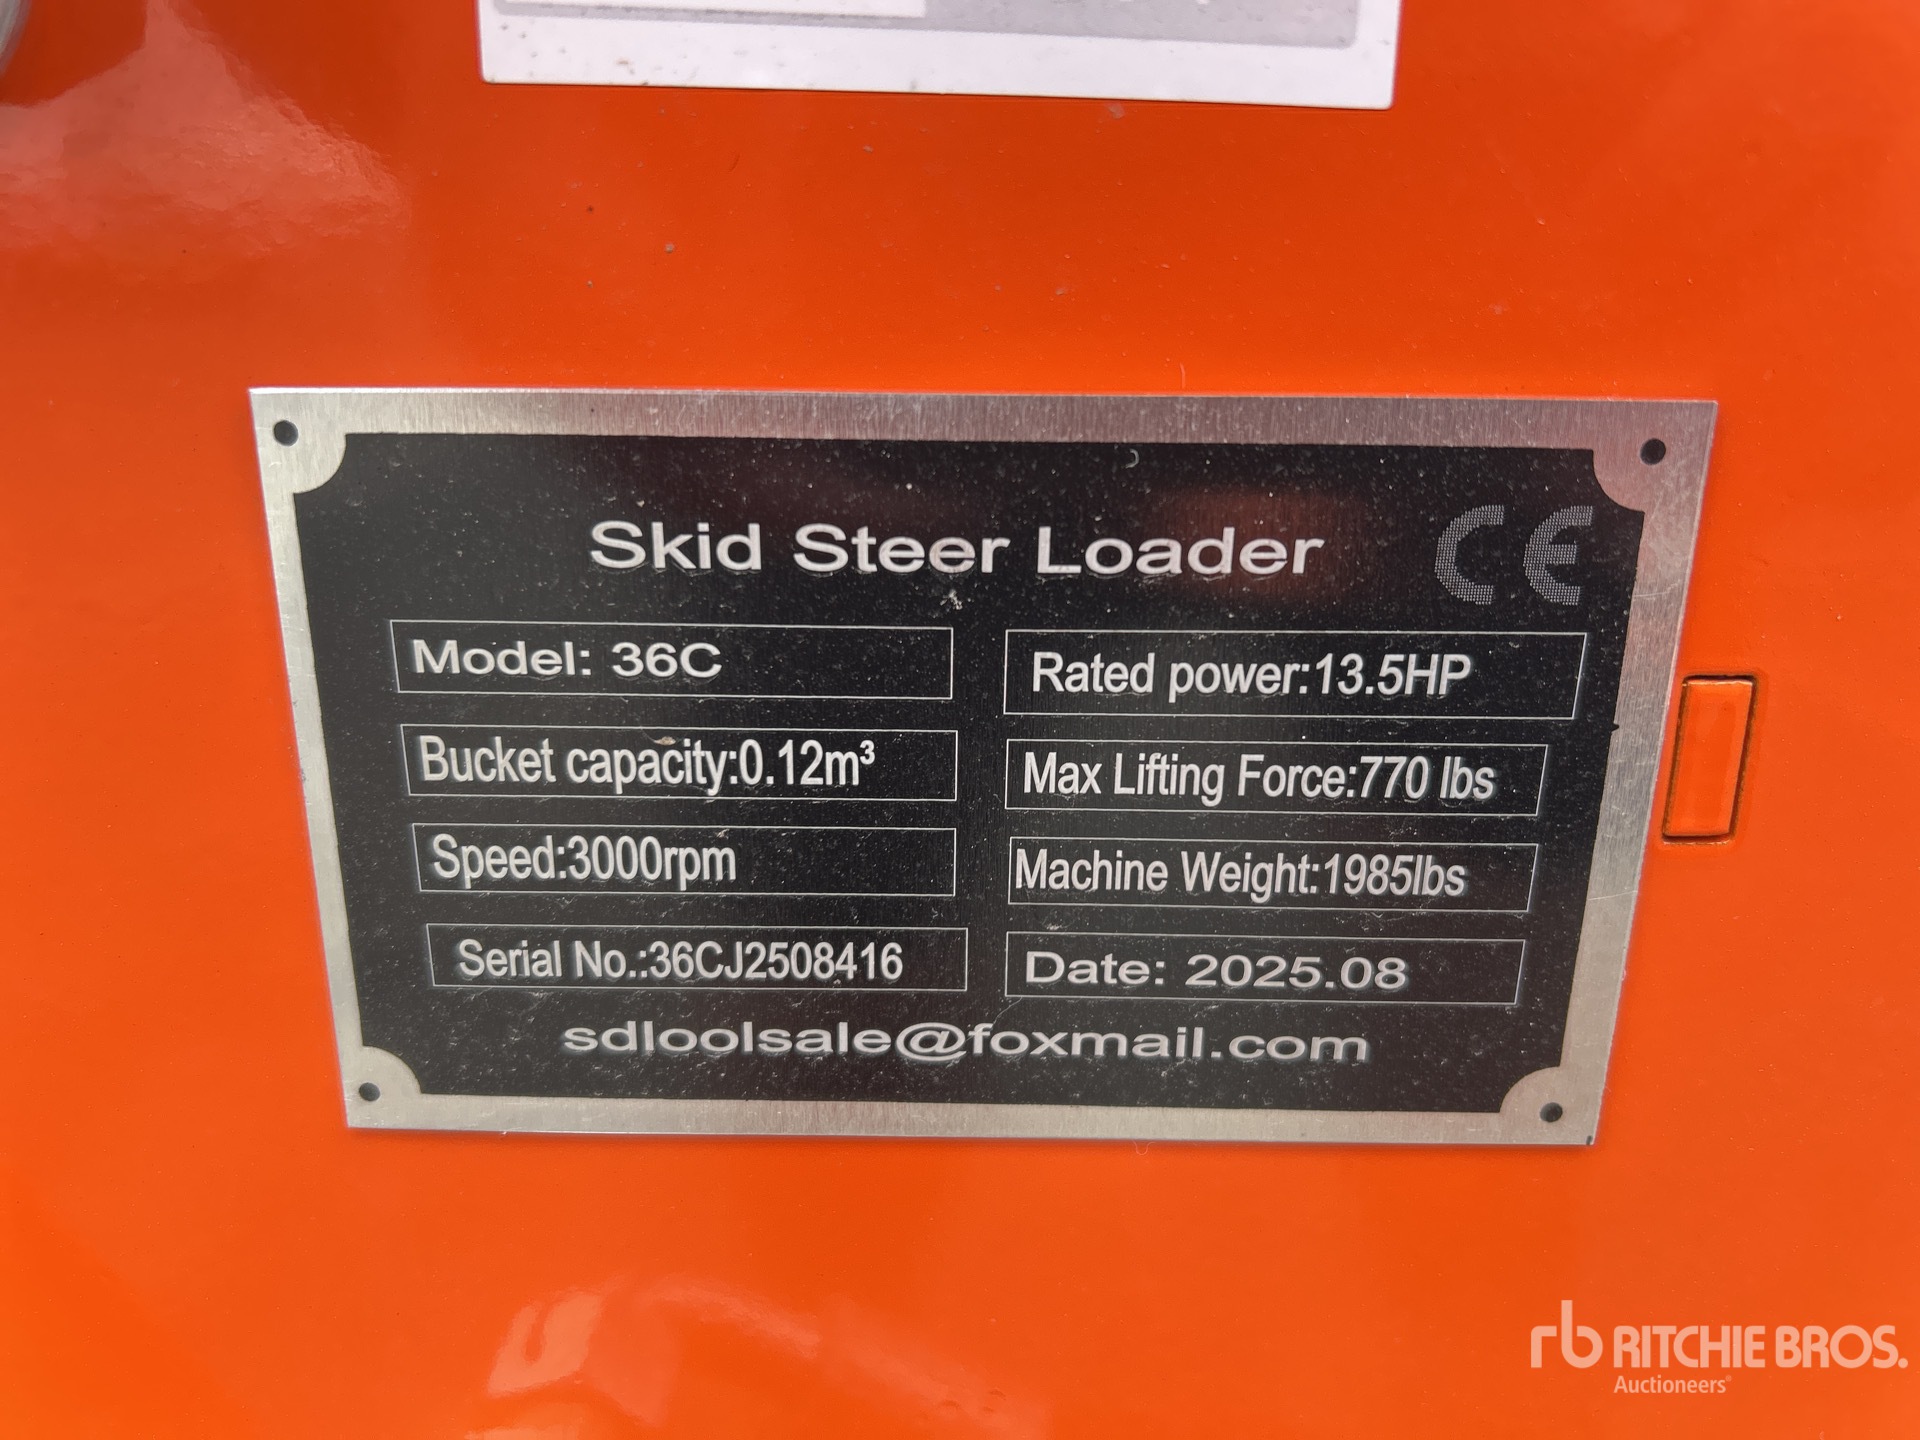 Skid Steer Loader CE
Model: 36C
Rated power:13.5HP
Bucket capacity:0.12m³
Max Lifting Force:770 lbs
Speed:3000rpm
Machine Weight:1985lbs
Serial No.:36CJ2508416
Date: 2025.08
sdloolsale@foxmail.com
rb RITCHIE BROS.
Auctioneers®